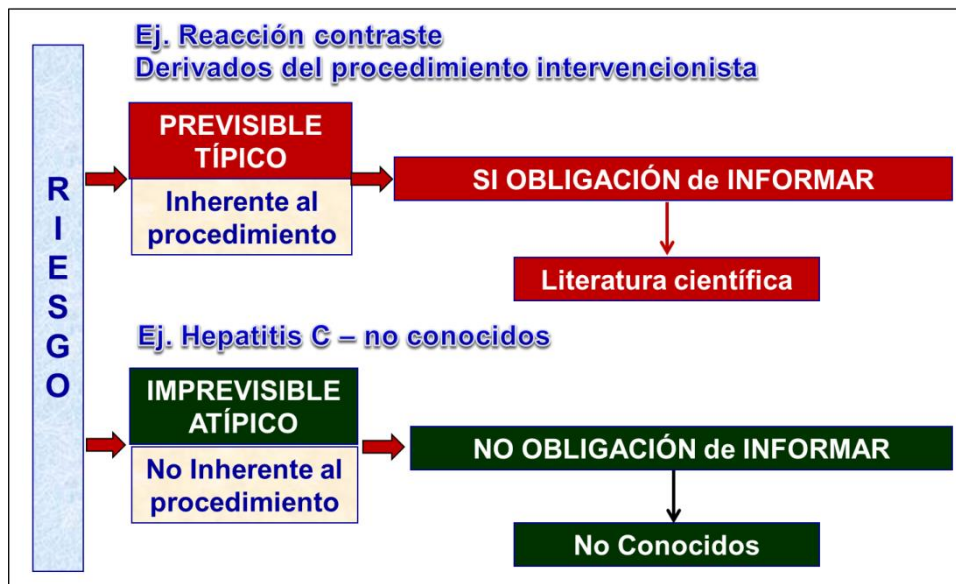 Ej. Reacción contraste
Derivados del procedimiento intervencionista
RIESGO
PREVISIBLE
TÍPICO
Inherente al
procedimiento
SI OBLIGACIÓN de INFORMAR
Literatura científica
Ej. Hepatitis C – no conocidos
IMPREVISIBLE
ATÍPICO
No Inherente al
procedimiento
NO OBLIGACIÓN de INFORMAR
No Conocidos